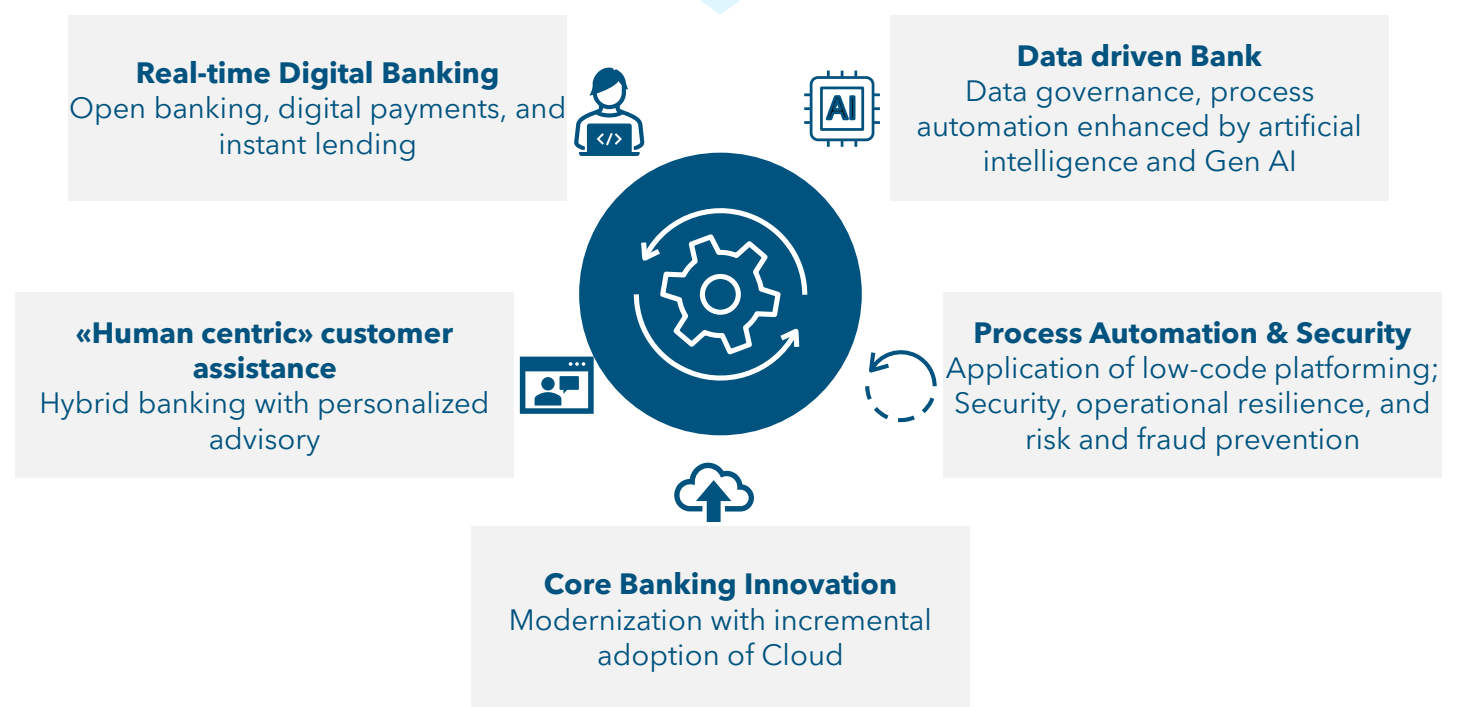 Real-time Digital Banking
Open banking, digital payments, and
instant lending
</>
AI
Data driven Bank
Data governance, process
automation enhanced by artificial
intelligence and Gen AI
«Human centric» customer
assistance
Hybrid banking with personalized
advisory
Process Automation & Security
Application of low-code platforming;
Security, operational resilience, and
risk and fraud prevention
Core Banking Innovation
Modernization with incremental
adoption of Cloud